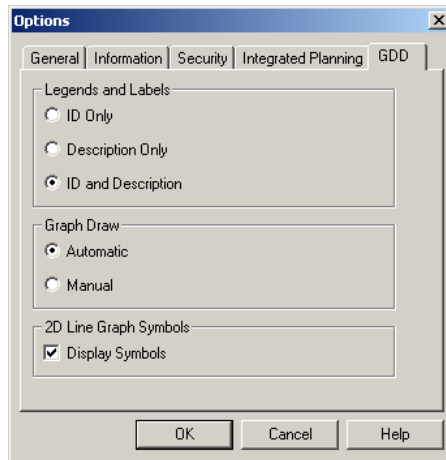 Options
General
Information
Security
Integrated Planning
GDD
Legends and Labels
ID Only
Description Only
ID and Description
Graph Draw
Automatic
Manual
2D Line Graph Symbols
Display Symbols
OK
Cancel
Help